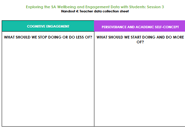 Exploring the S4 Wellbeing and Engagement Data with Students: Session 3
Handout 4: Teacher data collection sheet
COGNITIVE ENGAGEMENT
PERSEVERANCE AND ACADEMIC SELF-CONCEPT
WHAT SHOULD WE STOP DOING OR DO LESS OF?
WHAT SHOULD WE START DOING AND DO MORE
OF?